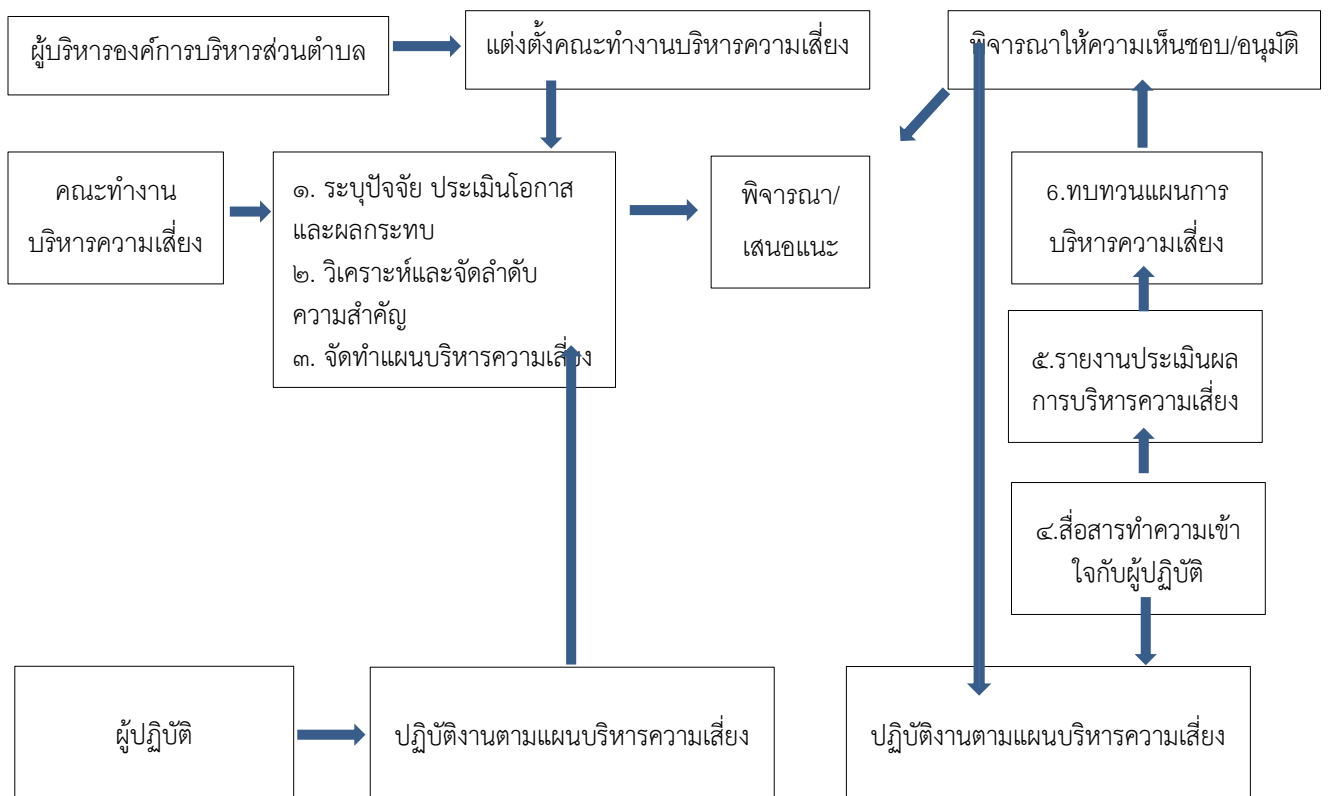 ผู้บริหารองค์การบริหารส่วนตำบล
แต่งตั้งคณะทำงานบริหารความเสี่ยง
พิจารณาให้ความเห็นชอบ/อนุมัติ
คณะทำงาน
บริหารความเสี่ยง
๑. ระบุปัจจัย ประเมินโอกาส
และผลกระทบ
๒. วิเคราะห์และจัดลำดับ
ความสำคัญ
๓. จัดทำแผนบริหารความเสี่ยง
พิจารณา/
เสนอแนะ
6.ทบทวนแผนการ
บริหารความเสี่ยง
๕.รายงานประเมินผล
การบริหารความเสี่ยง
๔.สื่อสารทำความเข้า
ใจกับผู้ปฏิบัติ
ผู้ปฏิบัติ
ปฏิบัติงานตามแผนบริหารความเสี่ยง
ปฏิบัติงานตามแผนบริหารความเสี่ยง